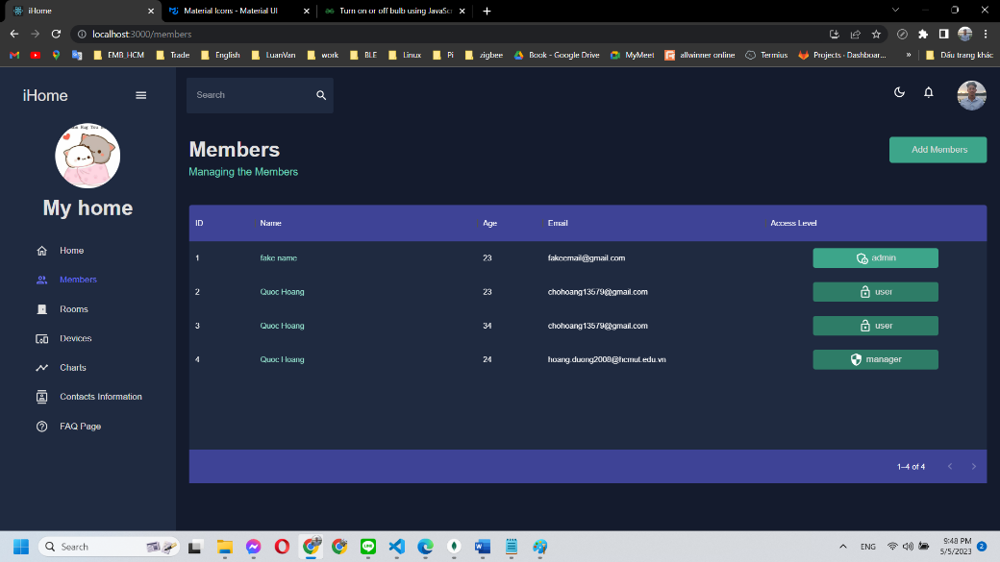 iHome
Material Icons - Material UI
Turn on or off bulb using JavaScr
localhost:3000/members
EMB_HCM
Trade
English
LuanVan
work
BLE
Linux
Pi
zigbee
Book - Google Drive
MyMeet
allwinner online
Termius
Projects · Dashboar...
»
Dấu trang khác
iHome
Search
My home
Home
Members
Rooms
Devices
Charts
Contacts Information
FAQ Page
Members
Managing the Members
Add Members
ID Name Age Email Access Level
1 fake name 23 fakeemail@gmail.com admin
2 Quoc Hoang 23 chohoang13579@gmail.com user
3 Quoc Hoang 34 chohoang13579@gmail.com user
4 Quoc Hoang 24 hoang.duong2008@hcmut.edu.vn manager
1–4 of 4
Search
ENG
9:48 PM
5/5/2023
2